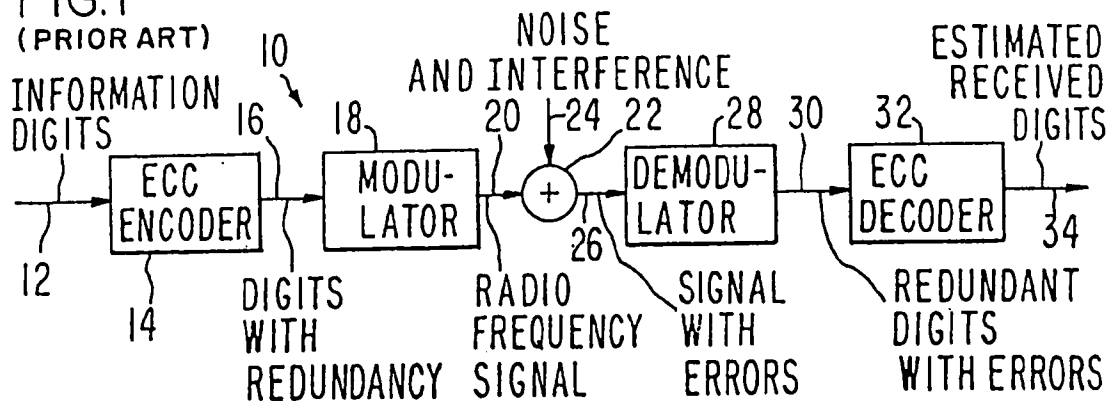 FIG.1
(PRIOR ART)
INFORMATION
DIGITS
10
12
ECC
ENCODER
14
16
DIGITS
WITH
REDUNDANCY
18
MODU-
LATOR
20
RADIO
FREQUENCY
SIGNAL
NOISE
AND INTERFERENCE
24
22
+
26
SIGNAL
WITH
ERRORS
28
DEMODU-
LATOR
30
REDUNDANT
DIGITS
WITH ERRORS
32
ECC
DECODER
ESTIMATED
RECEIVED
DIGITS
34